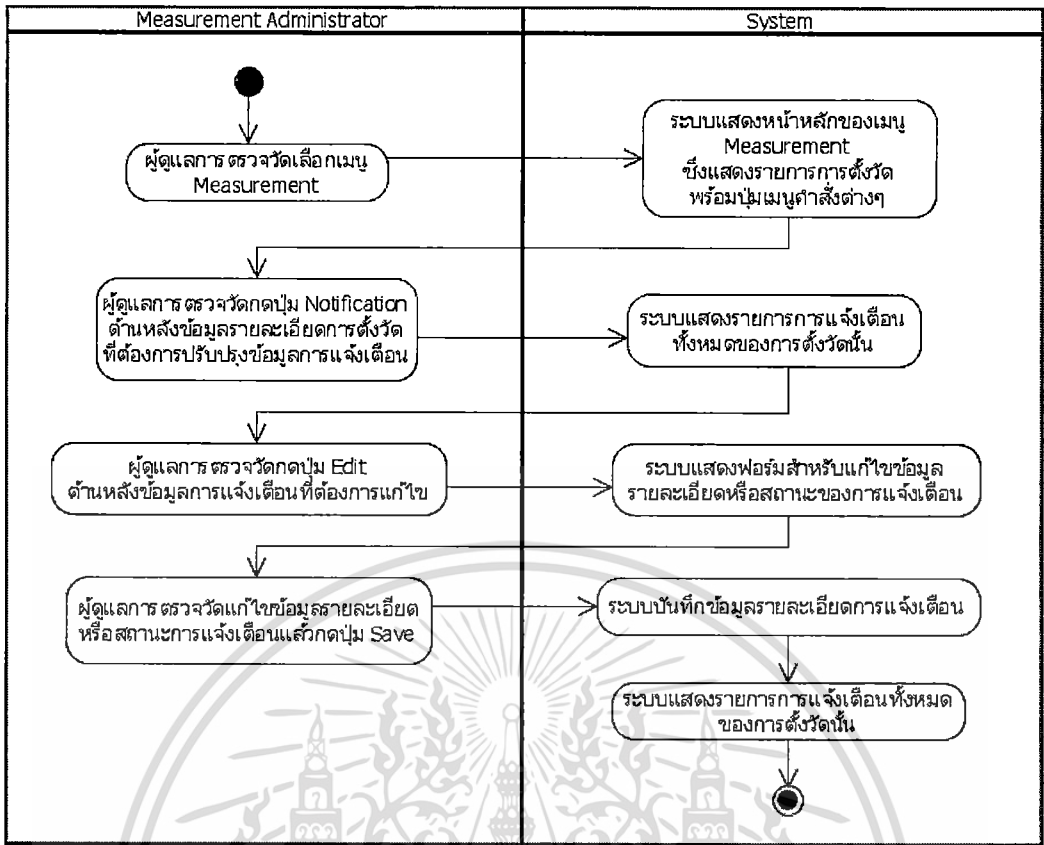 Measurement Administrator
System
ผู้ดูแลการตรวจวัดเลือกเมนู
Measurement
ระบบแสดงหน้าหลักของเมนู
Measurement
ซึ่งแสดงรายการการตั้งวัด
พร้อมปุ่มเมนูคำสั่งต่างๆ
ผู้ดูแลการตรวจวัดกดปุ่ม Notification
ด้านหลังข้อมูลรายละเอียดการตั้งวัด
ที่ต้องการปรับปรุงข้อมูลการแจ้งเตือน
ระบบแสดงรายการการแจ้งเตือน
ทั้งหมดของการตั้งวัดนั้น
ผู้ดูแลการตรวจวัดกดปุ่ม Edit
ด้านหลังข้อมูลการแจ้งเตือนที่ต้องการแก้ไข
ระบบแสดงฟอร์มสำหรับแก้ไขข้อมูล
รายละเอียดหรือสถานะของการแจ้งเตือน
ผู้ดูแลการตรวจวัดแก้ไขข้อมูลรายละเอียด
หรือสถานะการแจ้งเตือนแล้วกดปุ่ม Save
ระบบบันทึกข้อมูลรายละเอียดการแจ้งเตือน
ระบบแสดงรายการการแจ้งเตือนทั้งหมด
ของการตั้งวัดนั้น